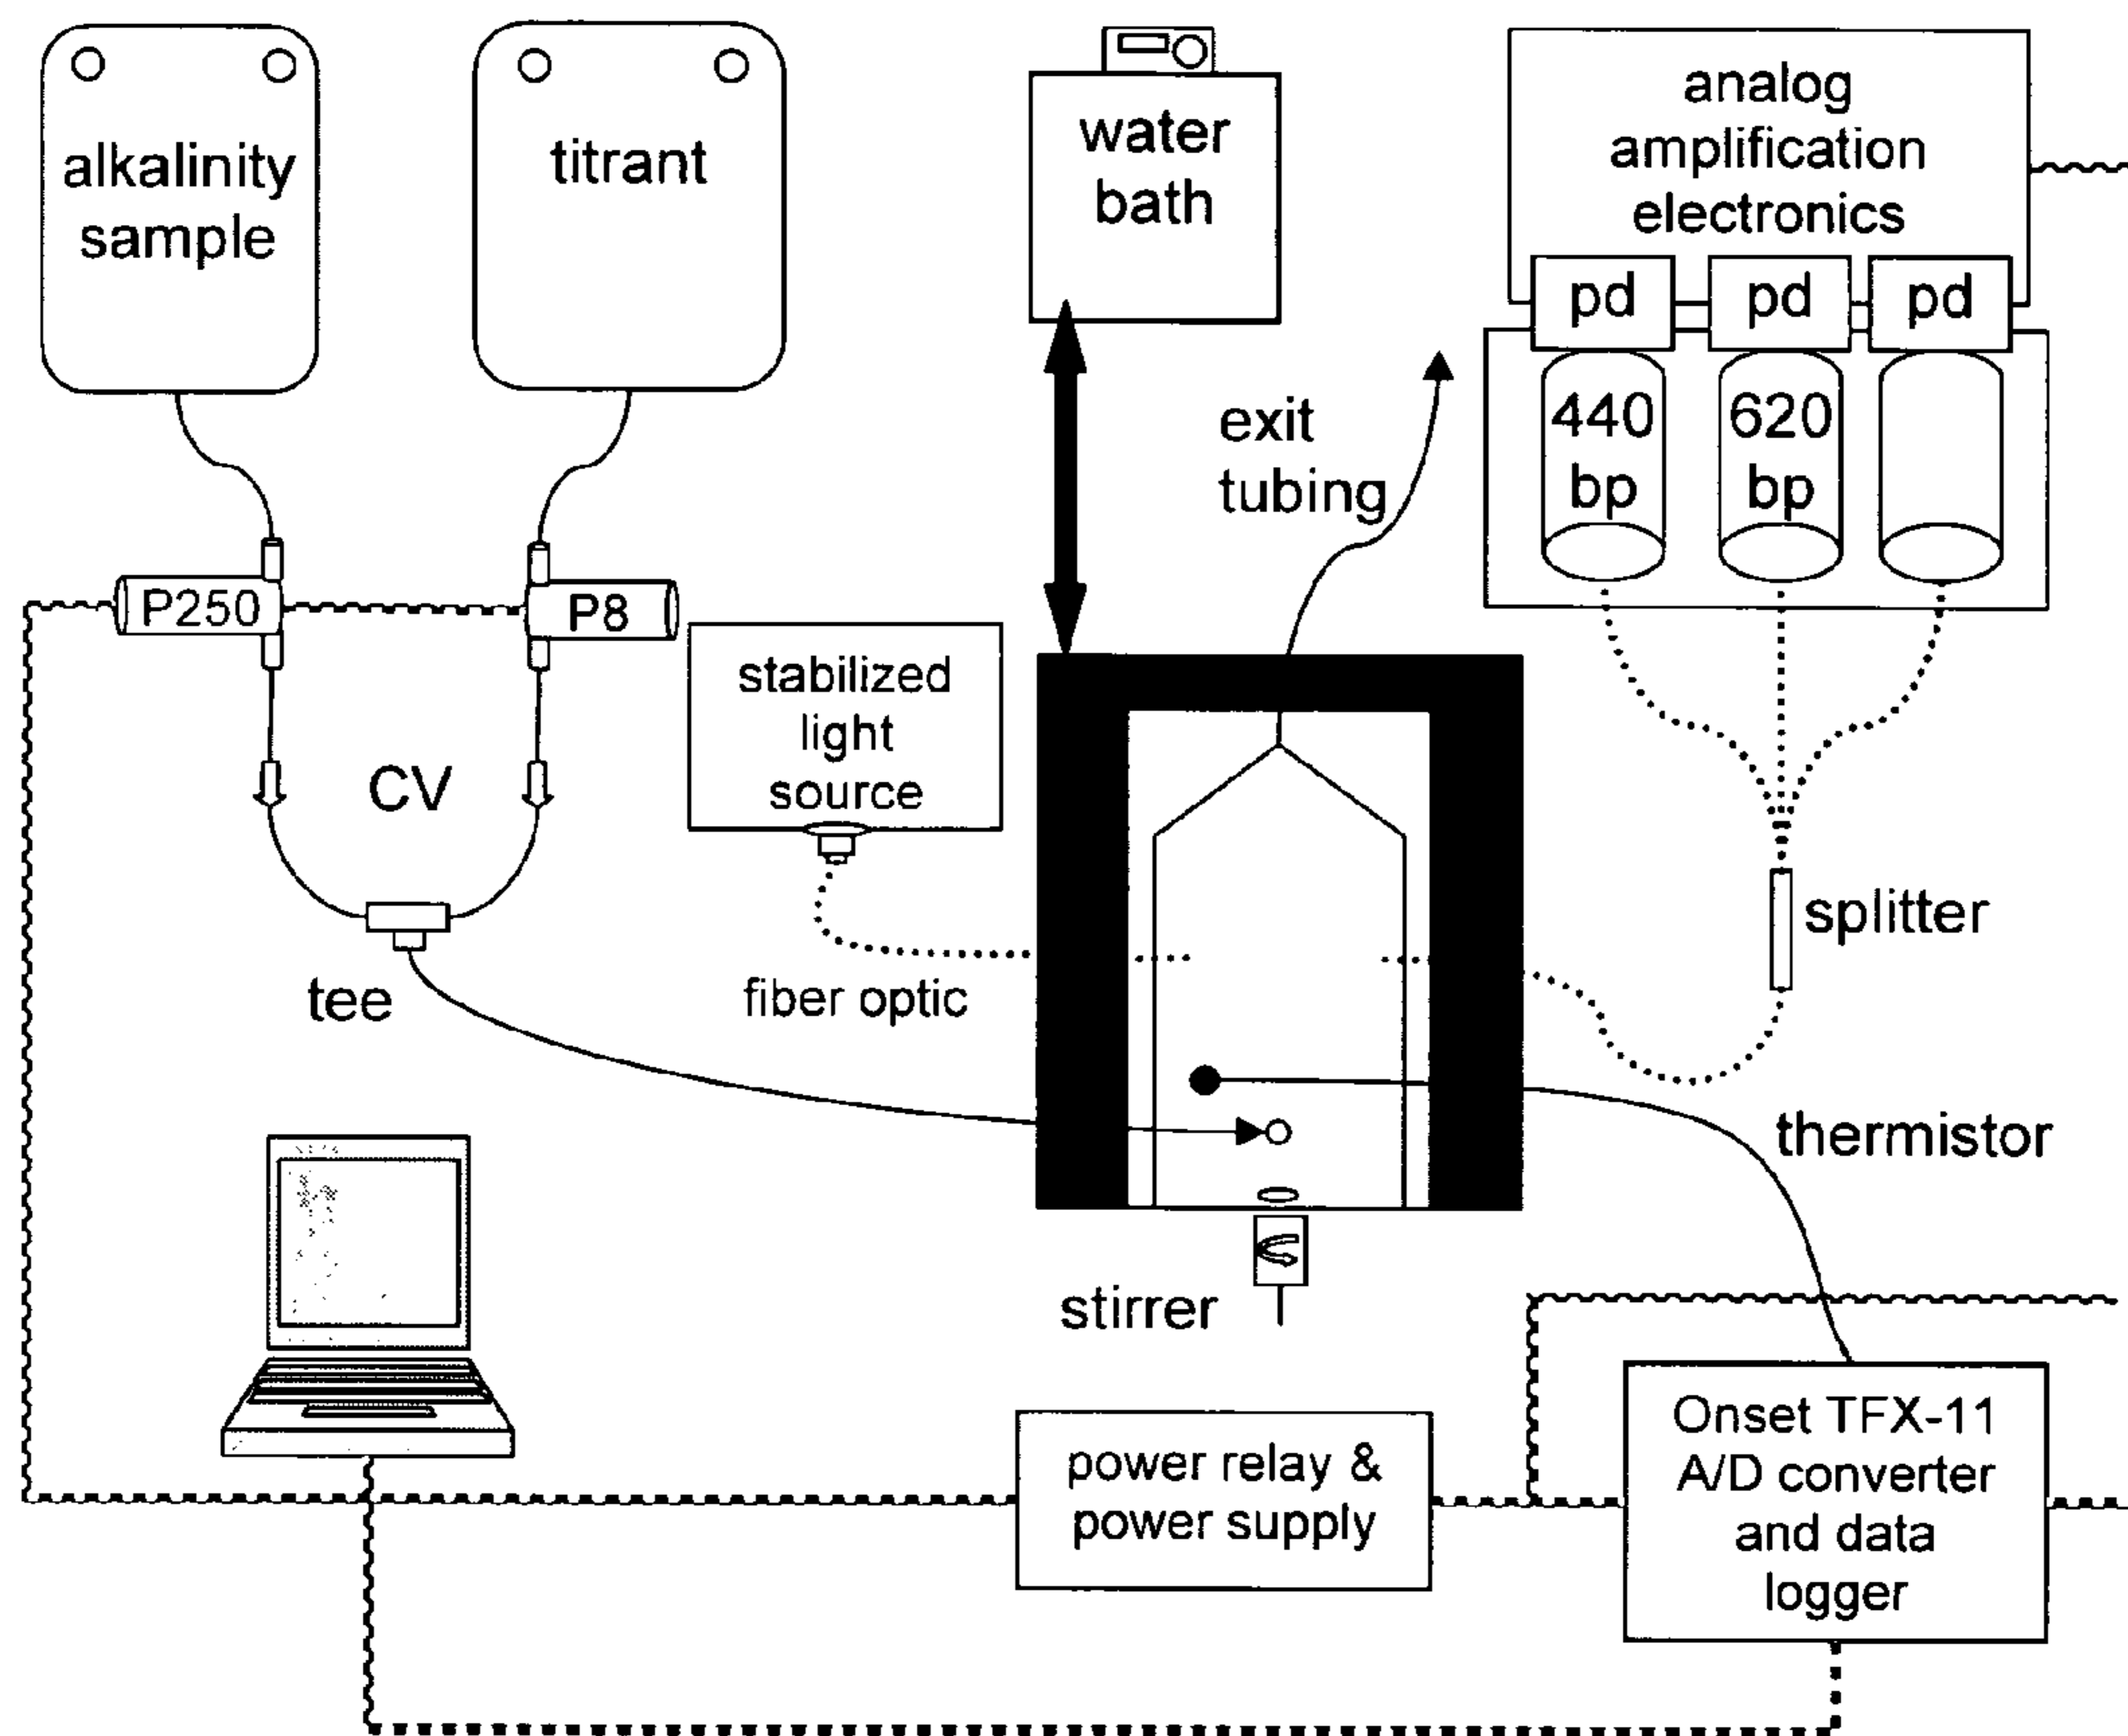 alkalinity
sample
titrant
water
bath
analog
amplification
electronics
pd
pd
pd
440
bp
620
bp
exit
tubing
P250
P8
stabilized
light
source
CV
tee
fiber optic
splitter
thermistor
stirrer
power relay &
power supply
Onset TFX-11
A/D converter
and data
logger